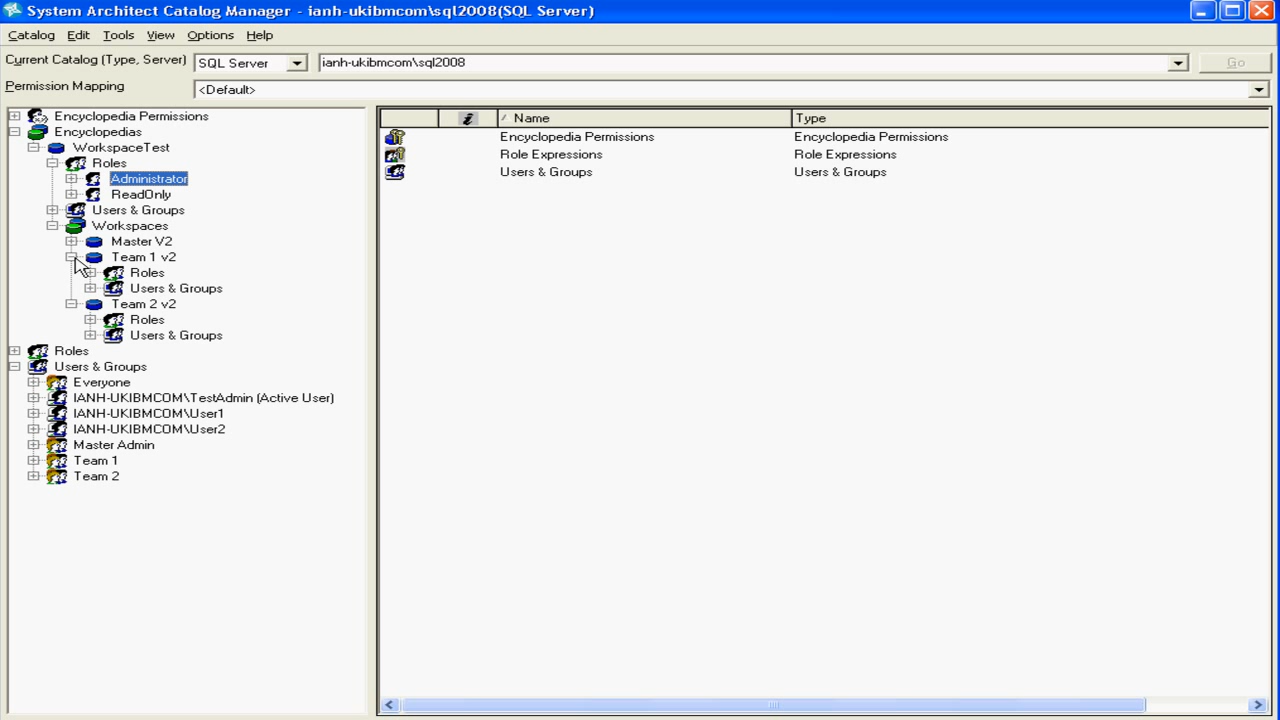 System Architect Catalog Manager - ianh-ukibmcom\sql2008(SQL Server)
Catalog Edit Tools View Options Help
Current Catalog (Type, Server) SQL Server ianh-ukibmcom\sql2008 Go
Permission Mapping <Default>
Encyclopedia Permissions
Encyclopedias
WorkspaceTest
Roles
Administrator
ReadOnly
Users & Groups
Workspaces
Master V2
Team 1 v2
Roles
Users & Groups
Team 2 v2
Roles
Users & Groups
Roles
Users & Groups
Everyone
IANH-UKIBMCOM\TestAdmin (Active User)
IANH-UKIBMCOM\User1
IANH-UKIBMCOM\User2
Master Admin
Team 1
Team 2
Name Type
Encyclopedia Permissions Encyclopedia Permissions
Role Expressions Role Expressions
Users & Groups Users & Groups